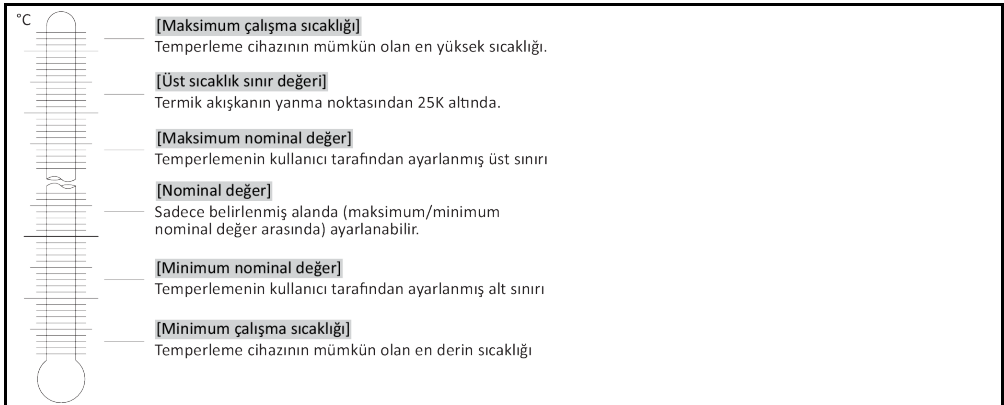 °C
[Maksimum çalışma sıcaklığı]
Temperleme cihazının mümkün olan en yüksek sıcaklığı.
[Üst sıcaklık sınır değeri]
Termik akışkanın yanma noktasından 25K altında.
[Maksimum nominal değer]
Temperlemenin kullanıcı tarafından ayarlanmış üst sınırı
[Nominal değer]
Sadece belirlenmiş alanda (maksimum/minimum
nominal değer arasında) ayarlanabilir.
[Minimum nominal değer]
Temperlemenin kullanıcı tarafından ayarlanmış alt sınırı
[Minimum çalışma sıcaklığı]
Temperleme cihazının mümkün olan en derin sıcaklığı